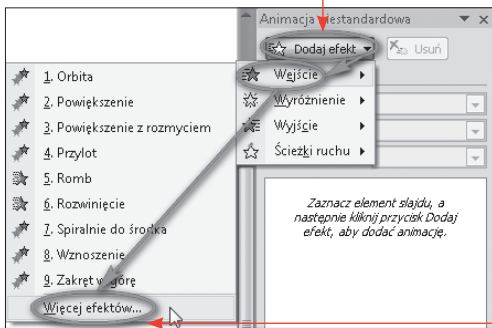 Animacja niestandardowa
Dodaj efekt
Usuń
Wejście
Wyróżnienie
Wyjście
Ścieżki ruchu
1. Orbita
2. Powiększenie
3. Powiększenie z rozmyciem
4. Przylot
5. Romb
6. Rozwinięcie
7. Spiralnie do środka
8. Wznoszenie
9. Zakręt w górę
Więcej efektów...
Zaznacz element slajdu, a
następnie kliknij przycisk Dodaj
efekt, aby dodać animację.